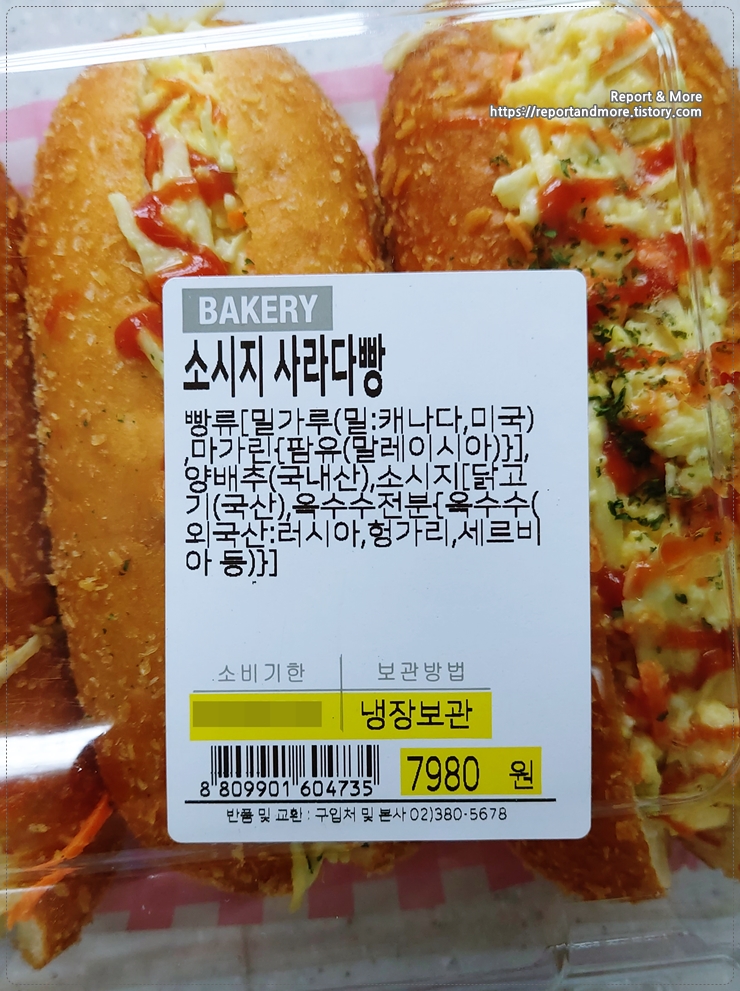 Report & More
https://reportandmore.tistory.com
BAKERY
소시지 사라다빵
빵류[밀가루(밀:캐나다,미국)
,마가린{팜유(말레이시아)}],
양배추(국내산),소시지[닭고
기(국산),옥수수전분{옥수수(
외국산:러시아,헝가리,세르비
아 등)}]
소비기한 보관방법
냉장보관
8 809901 604735
7980 원
반품 및 교환 : 구입처 및 본사 02)380-5678